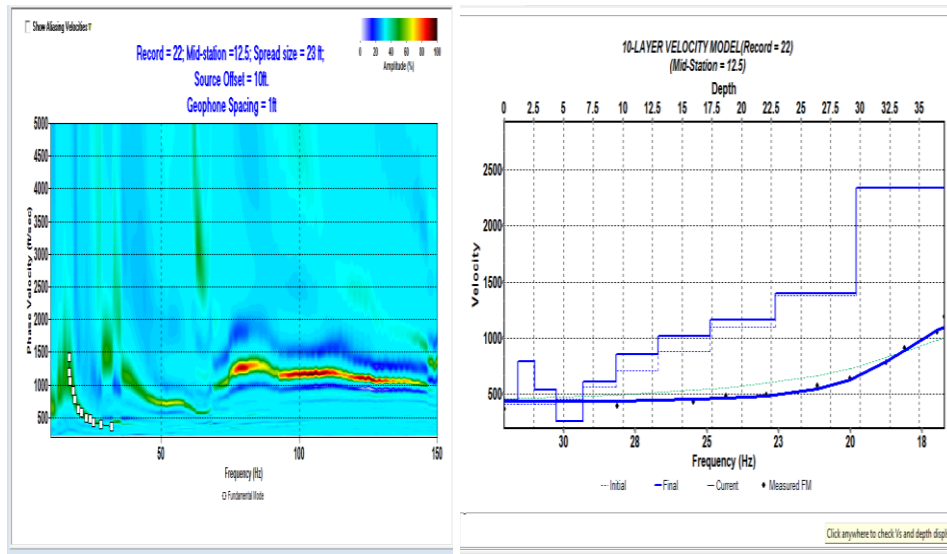 Show Aliasing Velocities
0 20 40 60 80 100
Amplitude (%)
Record = 22; Mid-station =12.5; Spread size = 23 ft;
Source Offset = 10ft.
Geophone Spacing = 1ft
Phase Velocity (ft/sec)
5000
4500
4000
3500
3000
2500
2000
1500
1000
500
50 100 150
Frequency (Hz)
Fundamental Mode
10-LAYER VELOCITY MODEL(Record = 22)
(Mid-Station = 12.5)
Depth
0 2.5 5 7.5 10 12.5 15 17.5 20 22.5 25 27.5 30 32.5 35
Velocity
2500
2000
1500
1000
500
30 28 25 23 20 18
Frequency (Hz)
Initial Final Current Measured FM
Click anywhere to check Vs and depth displ